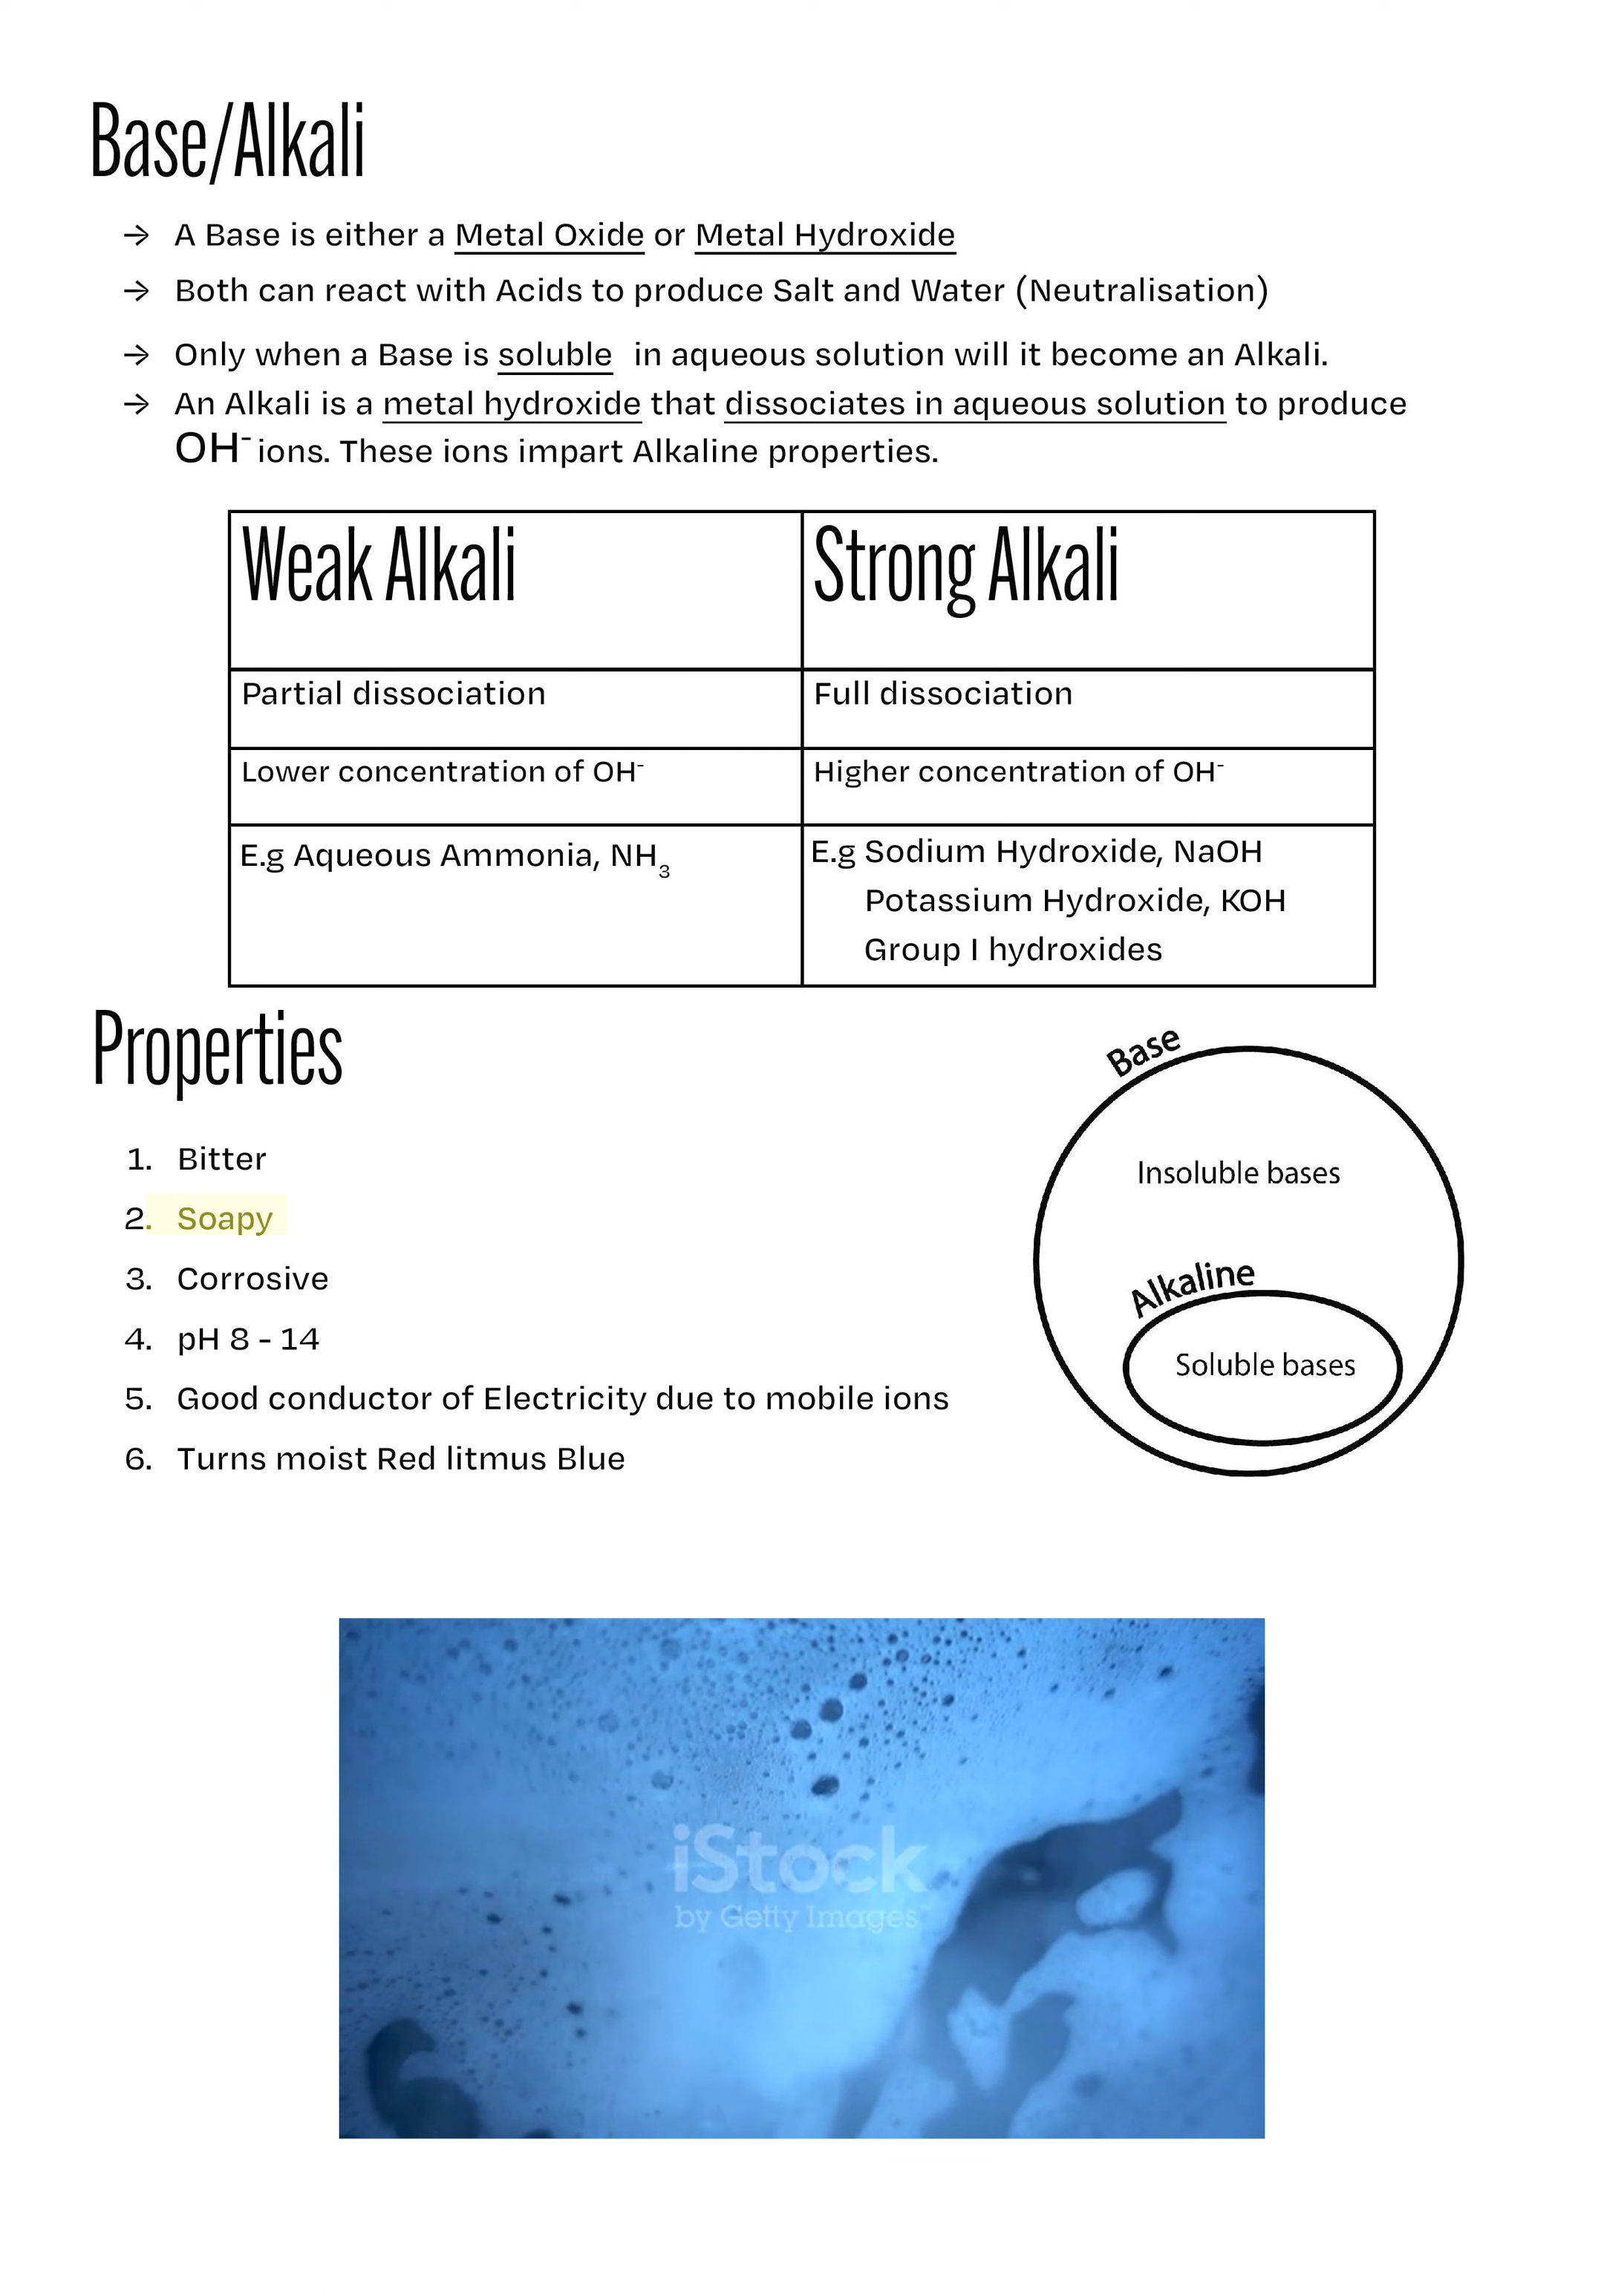 Base/Alkali
→ A Base is either a Metal Oxide or Metal Hydroxide
→ Both can react with Acids to produce Salt and Water (Neutralisation)
→ Only when a Base is soluble in aqueous solution will it become an Alkali.
→ An Alkali is a metal hydroxide that dissociates in aqueous solution to produce
OH⁻ ions. These ions impart Alkaline properties.
Weak Alkali
Strong Alkali
Partial dissociation
Full dissociation
Lower concentration of OH⁻
Higher concentration of OH⁻
E.g Aqueous Ammonia, NH₃
E.g Sodium Hydroxide, NaOH
Potassium Hydroxide, KOH
Group I hydroxides
Properties
1. Bitter
2. Soapy
3. Corrosive
4. pH 8 - 14
5. Good conductor of Electricity due to mobile ions
6. Turns moist Red litmus Blue
Base
Insoluble bases
Alkaline
Soluble bases
iStock
by Getty Images